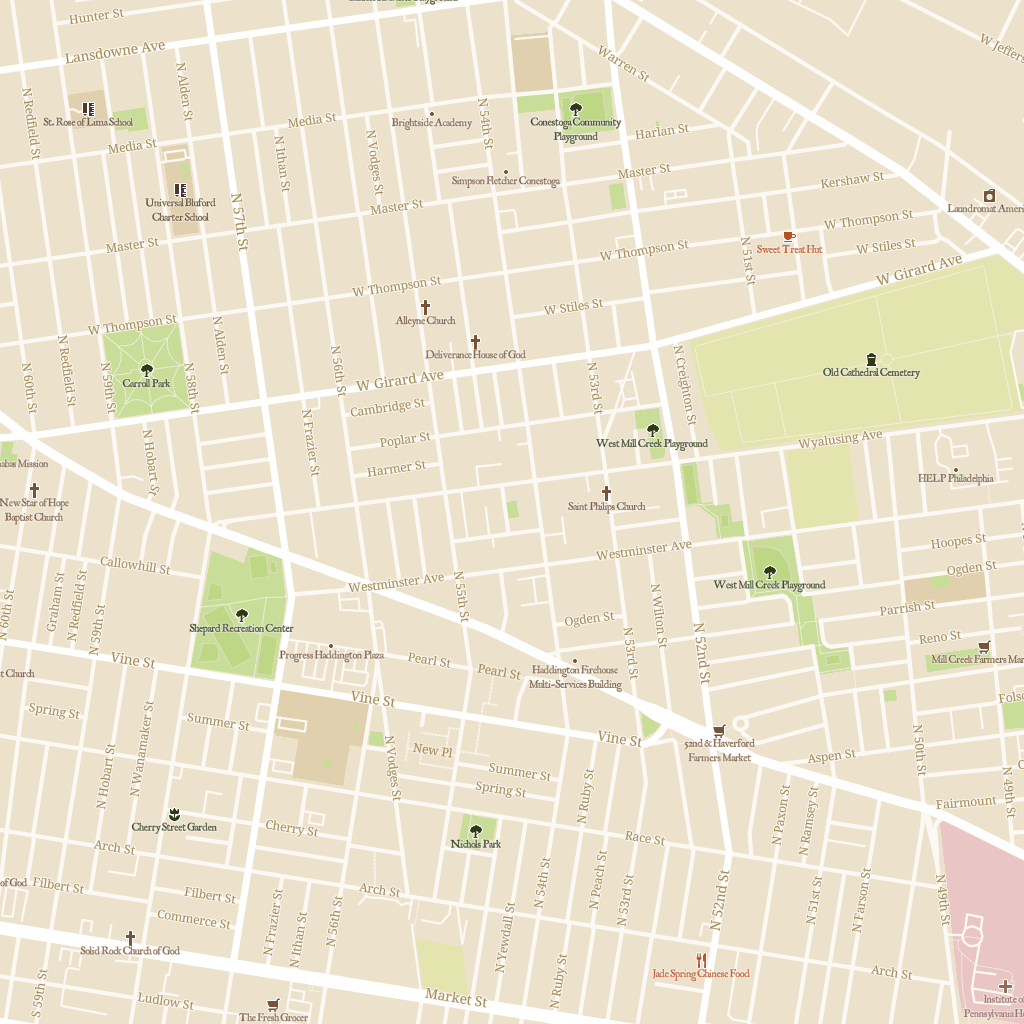 Hunter St
Lansdowne Ave
Warren St
W Jeffers
N Redfield St
N Alden St
St. Rose of Lima School
Media St
Media St
Brightside Academy
N 54th St
Conestoga Community
Playground
Harlan St
N Ithan St
N Vodges St
Simpson Fletcher Conestoga
Master St
Kershaw St
Universal Bluford
Charter School
N 57th St
Master St
Laundromat Ameri
W Thompson St
Sweet Treat Hut
W Stiles St
Master St
W Thompson St
N 51st St
W Girard Ave
W Thompson St
Alleyne Church
W Stiles St
W Thompson St
Deliverance House of God
N Alden St
N 60th St
N Redfield St
N 59th St
Carroll Park
N 58th St
N 56th St
W Girard Ave
N 53rd St
N Creighton St
Old Cathedral Cemetery
Cambridge St
N Frazier St
Poplar St
West Mill Creek Playground
Wyalusing Ave
N Hobart St
abas Mission
Harmer St
HELP Philadelphia
New Star of Hope
Baptist Church
Saint Philips Church
Westminster Ave
Hoopes St
Callowhill St
Ogden St
Westminster Ave
N 55th St
West Mill Creek Playground
N 60th St
Graham St
N Redfield St
N 59th St
Shepard Recreation Center
Ogden St
N Wilton St
Parrish St
N 53rd St
N 52nd St
Reno St
Vine St
Progress Haddington Plaza
Pearl St
Pearl St
Haddington Firehouse
Multi-Services Building
Mill Creek Farmers Mar
t Church
Vine St
Folso
Spring St
Summer St
N Wanamaker St
N Hobart St
Vine St
52nd & Haverford
Farmers Market
New Pl
Aspen St
N 50th St
N 49th St
C
N Vodges St
Summer St
Spring St
N Ruby St
N Paxon St
N Ramsey St
Fairmount
Cherry Street Garden
Cherry St
Nichols Park
Race St
Arch St
of God
Filbert St
Filbert St
Arch St
N 54th St
N Peach St
N 53rd St
N 52nd St
N 51st St
N Farson St
N 49th St
Commerce St
N Frazier St
N Ithan St
N 56th St
N Yewdall St
Solid Rock Church of God
Jade Spring Chinese Food
Arch St
N Ruby St
S 59th St
Ludlow St
Market St
The Fresh Grocer
Institute of
Pennsylvania Ho